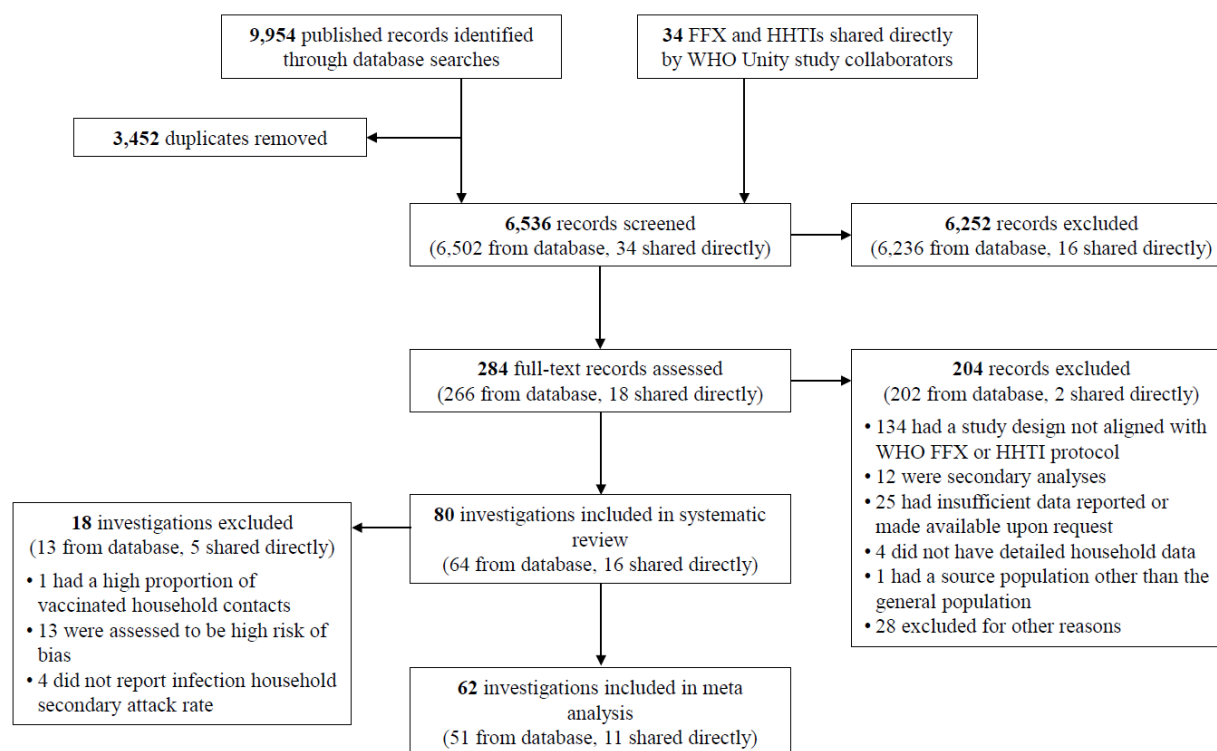 9,954 published records identified
through database searches
34 FFX and HHTIs shared directly
by WHO Unity study collaborators
3,452 duplicates removed
6,536 records screened
(6,502 from database, 34 shared directly)
6,252 records excluded
(6,236 from database, 16 shared directly)
284 full-text records assessed
(266 from database, 18 shared directly)
204 records excluded
(202 from database, 2 shared directly)
• 134 had a study design not aligned with
WHO FFX or HHTI protocol
• 12 were secondary analyses
• 25 had insufficient data reported or
made available upon request
• 4 did not have detailed household data
• 1 had a source population other than the
general population
• 28 excluded for other reasons
80 investigations included in systematic
review
(64 from database, 16 shared directly)
18 investigations excluded
(13 from database, 5 shared directly)
• 1 had a high proportion of
vaccinated household contacts
• 13 were assessed to be high risk of
bias
• 4 did not report infection household
secondary attack rate
62 investigations included in meta
analysis
(51 from database, 11 shared directly)